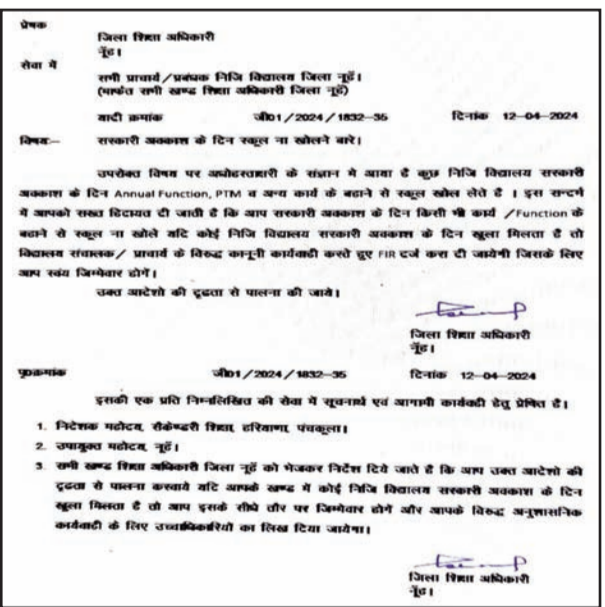 प्रेषक
जिला शिक्षा अधिकारी
नूँह।
सेवा में
सभी प्राचार्य/प्रबंधक निजि विद्यालय जिला नूहँ।
(मार्फत सभी खण्ड शिक्षा अधिकारी जिला नूहँ)
यादी क्रमांक जी01/2024/1832-35 दिनांक 12-04-2024
विषय:- सरकारी अवकाश के दिन स्कूल ना खोलने बारे।
उपरोक्त विषय पर अधोहस्ताक्षरी के संज्ञान मे आया है कुछ निजि विद्यालय सरकारी
अवकाश के दिन Annual Function, PTM व अन्य कार्य के बहाने से स्कूल खोल लेते है । इस सन्दर्भ
में आपको सख्त हिदायत दी जाती है कि आप सरकारी अवकाश के दिन किसी भी कार्य /Function के
बहाने से स्कूल ना खोले यदि कोई निजि विद्यालय सरकारी अवकाश के दिन खुला मिलता है तो
विद्यालय संचालक/ प्राचार्य के विरुद्ध कानूनी कार्यवाही करते हुए FIR दर्ज करा दी जायेगी जिसके लिए
आप स्वंय जिम्मेवार होगें।
उक्त आदेशो की दृढता से पालना की जाये।
जिला शिक्षा अधिकारी
नूँह।
पृ0क्रमांक जी01/2024/1832-35 दिनांक 12-04-2024
इसकी एक प्रति निम्नलिखित की सेवा में सूचनार्थ एवं आगामी कार्यवाही हेतु प्रेषित है।
1. निदेशक महोदय, सैकेण्डरी शिक्षा, हरियाणा, पंचकूला।
2. उपायुक्त महोदय, नूहँ।
3. सभी खण्ड शिक्षा अधिकारी जिला नूहँ को भेजकर निर्देश दिये जाते है कि आप उक्त आदेशो की
दृढता से पालना करवाये यदि आपके खण्ड में कोई निजि विद्यालय सरकारी अवकाश के दिन
खुला मिलता है तो आप इसके सीधे तौर पर जिम्मेवार होगें और आपके विरुद्ध अनुशासनिक
कार्यवाही के लिए उच्चाधिकारियों का लिख दिया जायेगा।
जिला शिक्षा अधिकारी
नूँह।